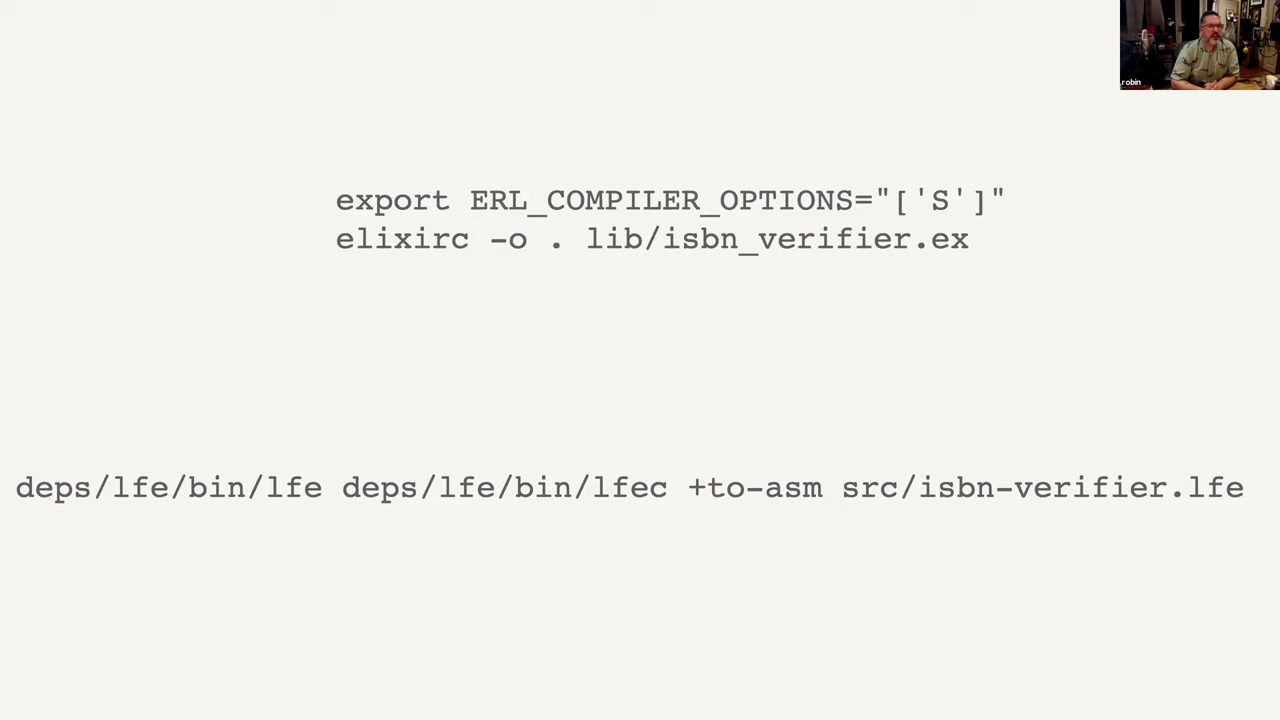 robin
export ERL_COMPILER_OPTIONS="['S']"
elixirc -o . lib/isbn_verifier.ex
deps/lfe/bin/lfe deps/lfe/bin/lfec +to-asm src/isbn-verifier.lfe